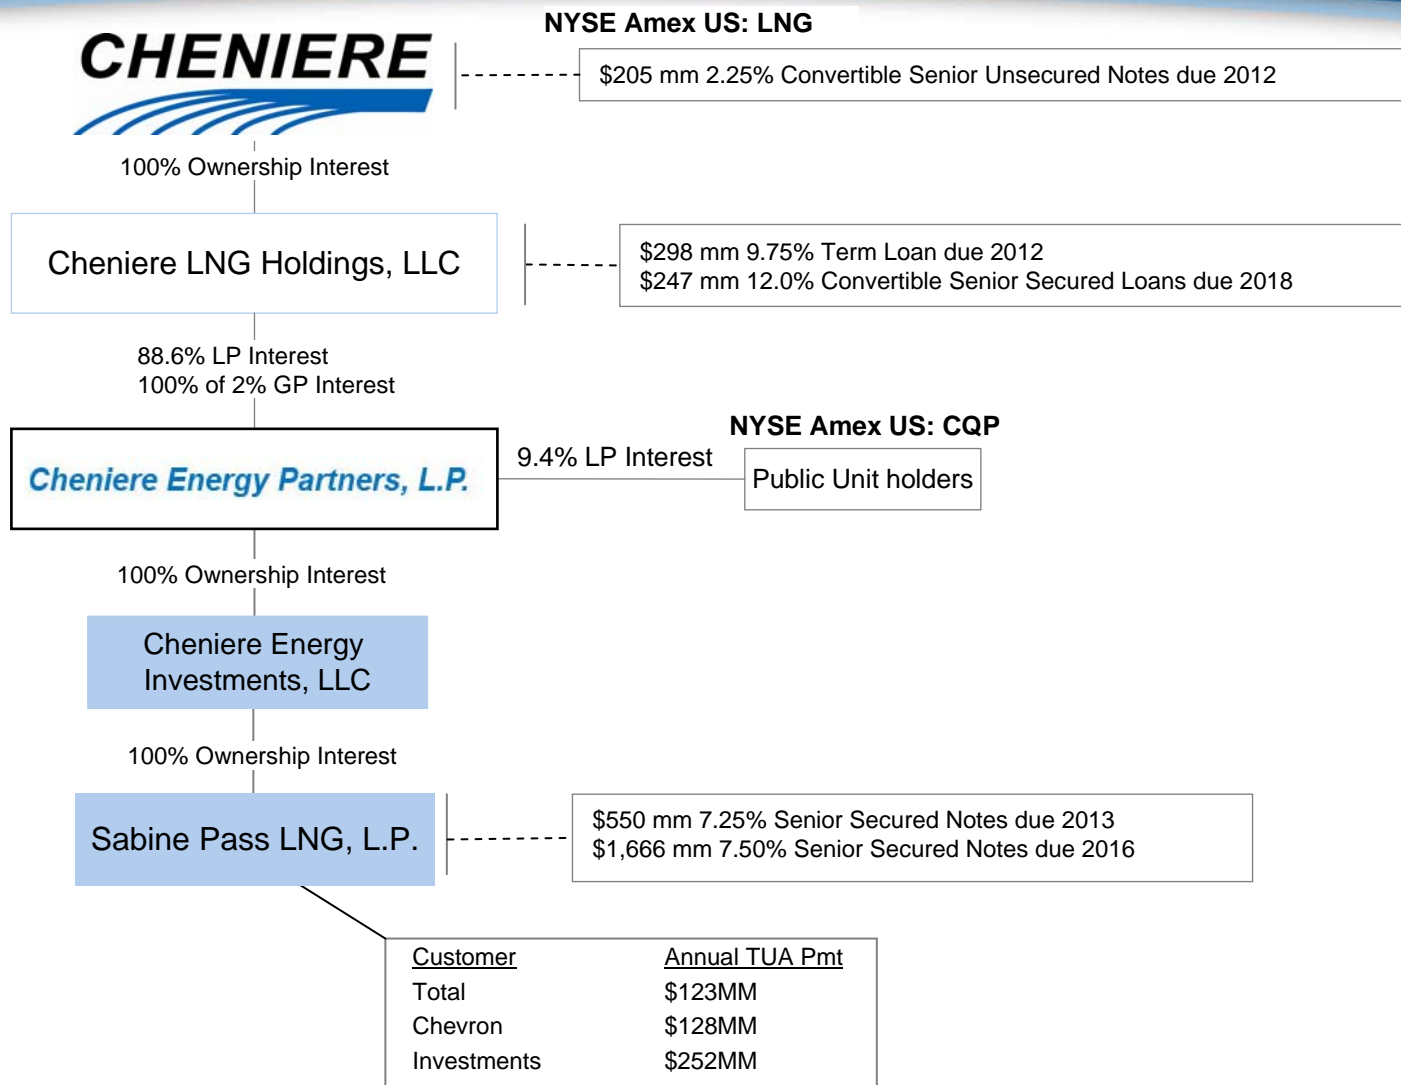 NYSE Amex US: LNG
CHENIERE
$205 mm 2.25% Convertible Senior Unsecured Notes due 2012
100% Ownership Interest
Cheniere LNG Holdings, LLC
$298 mm 9.75% Term Loan due 2012
$247 mm 12.0% Convertible Senior Secured Loans due 2018
88.6% LP Interest
100% of 2% GP Interest
NYSE Amex US: CQP
Cheniere Energy Partners, L.P.
9.4% LP Interest
Public Unit holders
100% Ownership Interest
Cheniere Energy
Investments, LLC
100% Ownership Interest
Sabine Pass LNG, L.P.
$550 mm 7.25% Senior Secured Notes due 2013
$1,666 mm 7.50% Senior Secured Notes due 2016
Customer Annual TUA Pmt
Total $123MM
Chevron $128MM
Investments $252MM